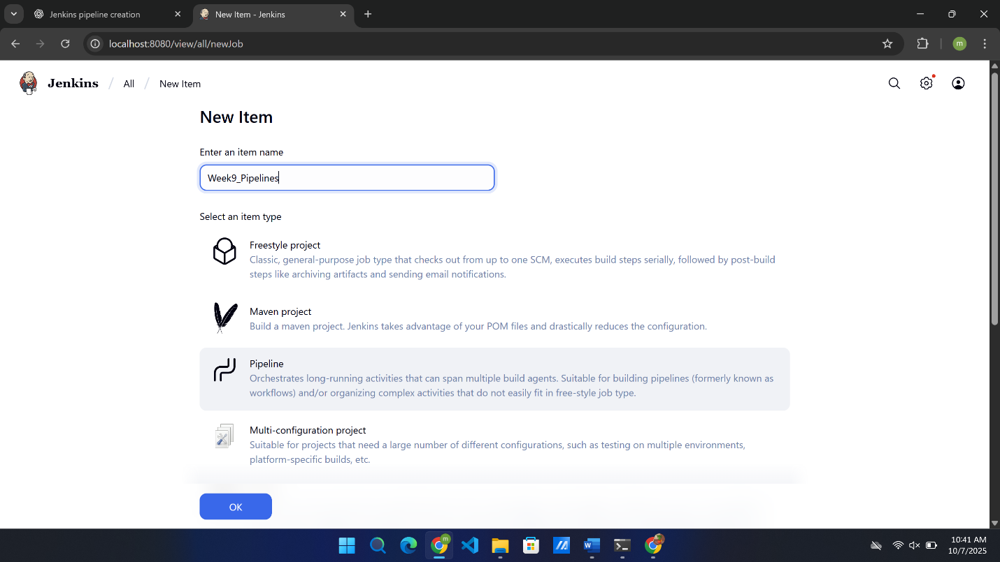 Jenkins pipeline creation
New Item - Jenkins
localhost:8080/view/all/newJob
m
Jenkins / All / New Item
New Item
Enter an item name
Week9_Pipelines
Select an item type
Freestyle project
Classic, general-purpose job type that checks out from up to one SCM, executes build steps serially, followed by post-build
steps like archiving artifacts and sending email notifications.
Maven project
Build a maven project. Jenkins takes advantage of your POM files and drastically reduces the configuration.
Pipeline
Orchestrates long-running activities that can span multiple build agents. Suitable for building pipelines (formerly known as
workflows) and/or organizing complex activities that do not easily fit in free-style job type.
Multi-configuration project
Suitable for projects that need a large number of different configurations, such as testing on multiple environments,
platform-specific builds, etc.
OK
m
W
10:41 AM
10/7/2025